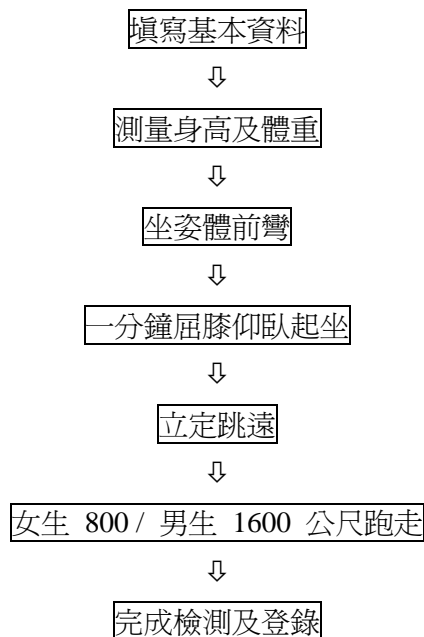 填寫基本資料
⇩
測量身高及體重
⇩
坐姿體前彎
⇩
一分鐘屈膝仰臥起坐
⇩
立定跳遠
⇩
女生 800 / 男生 1600 公尺跑走
⇩
完成檢測及登錄